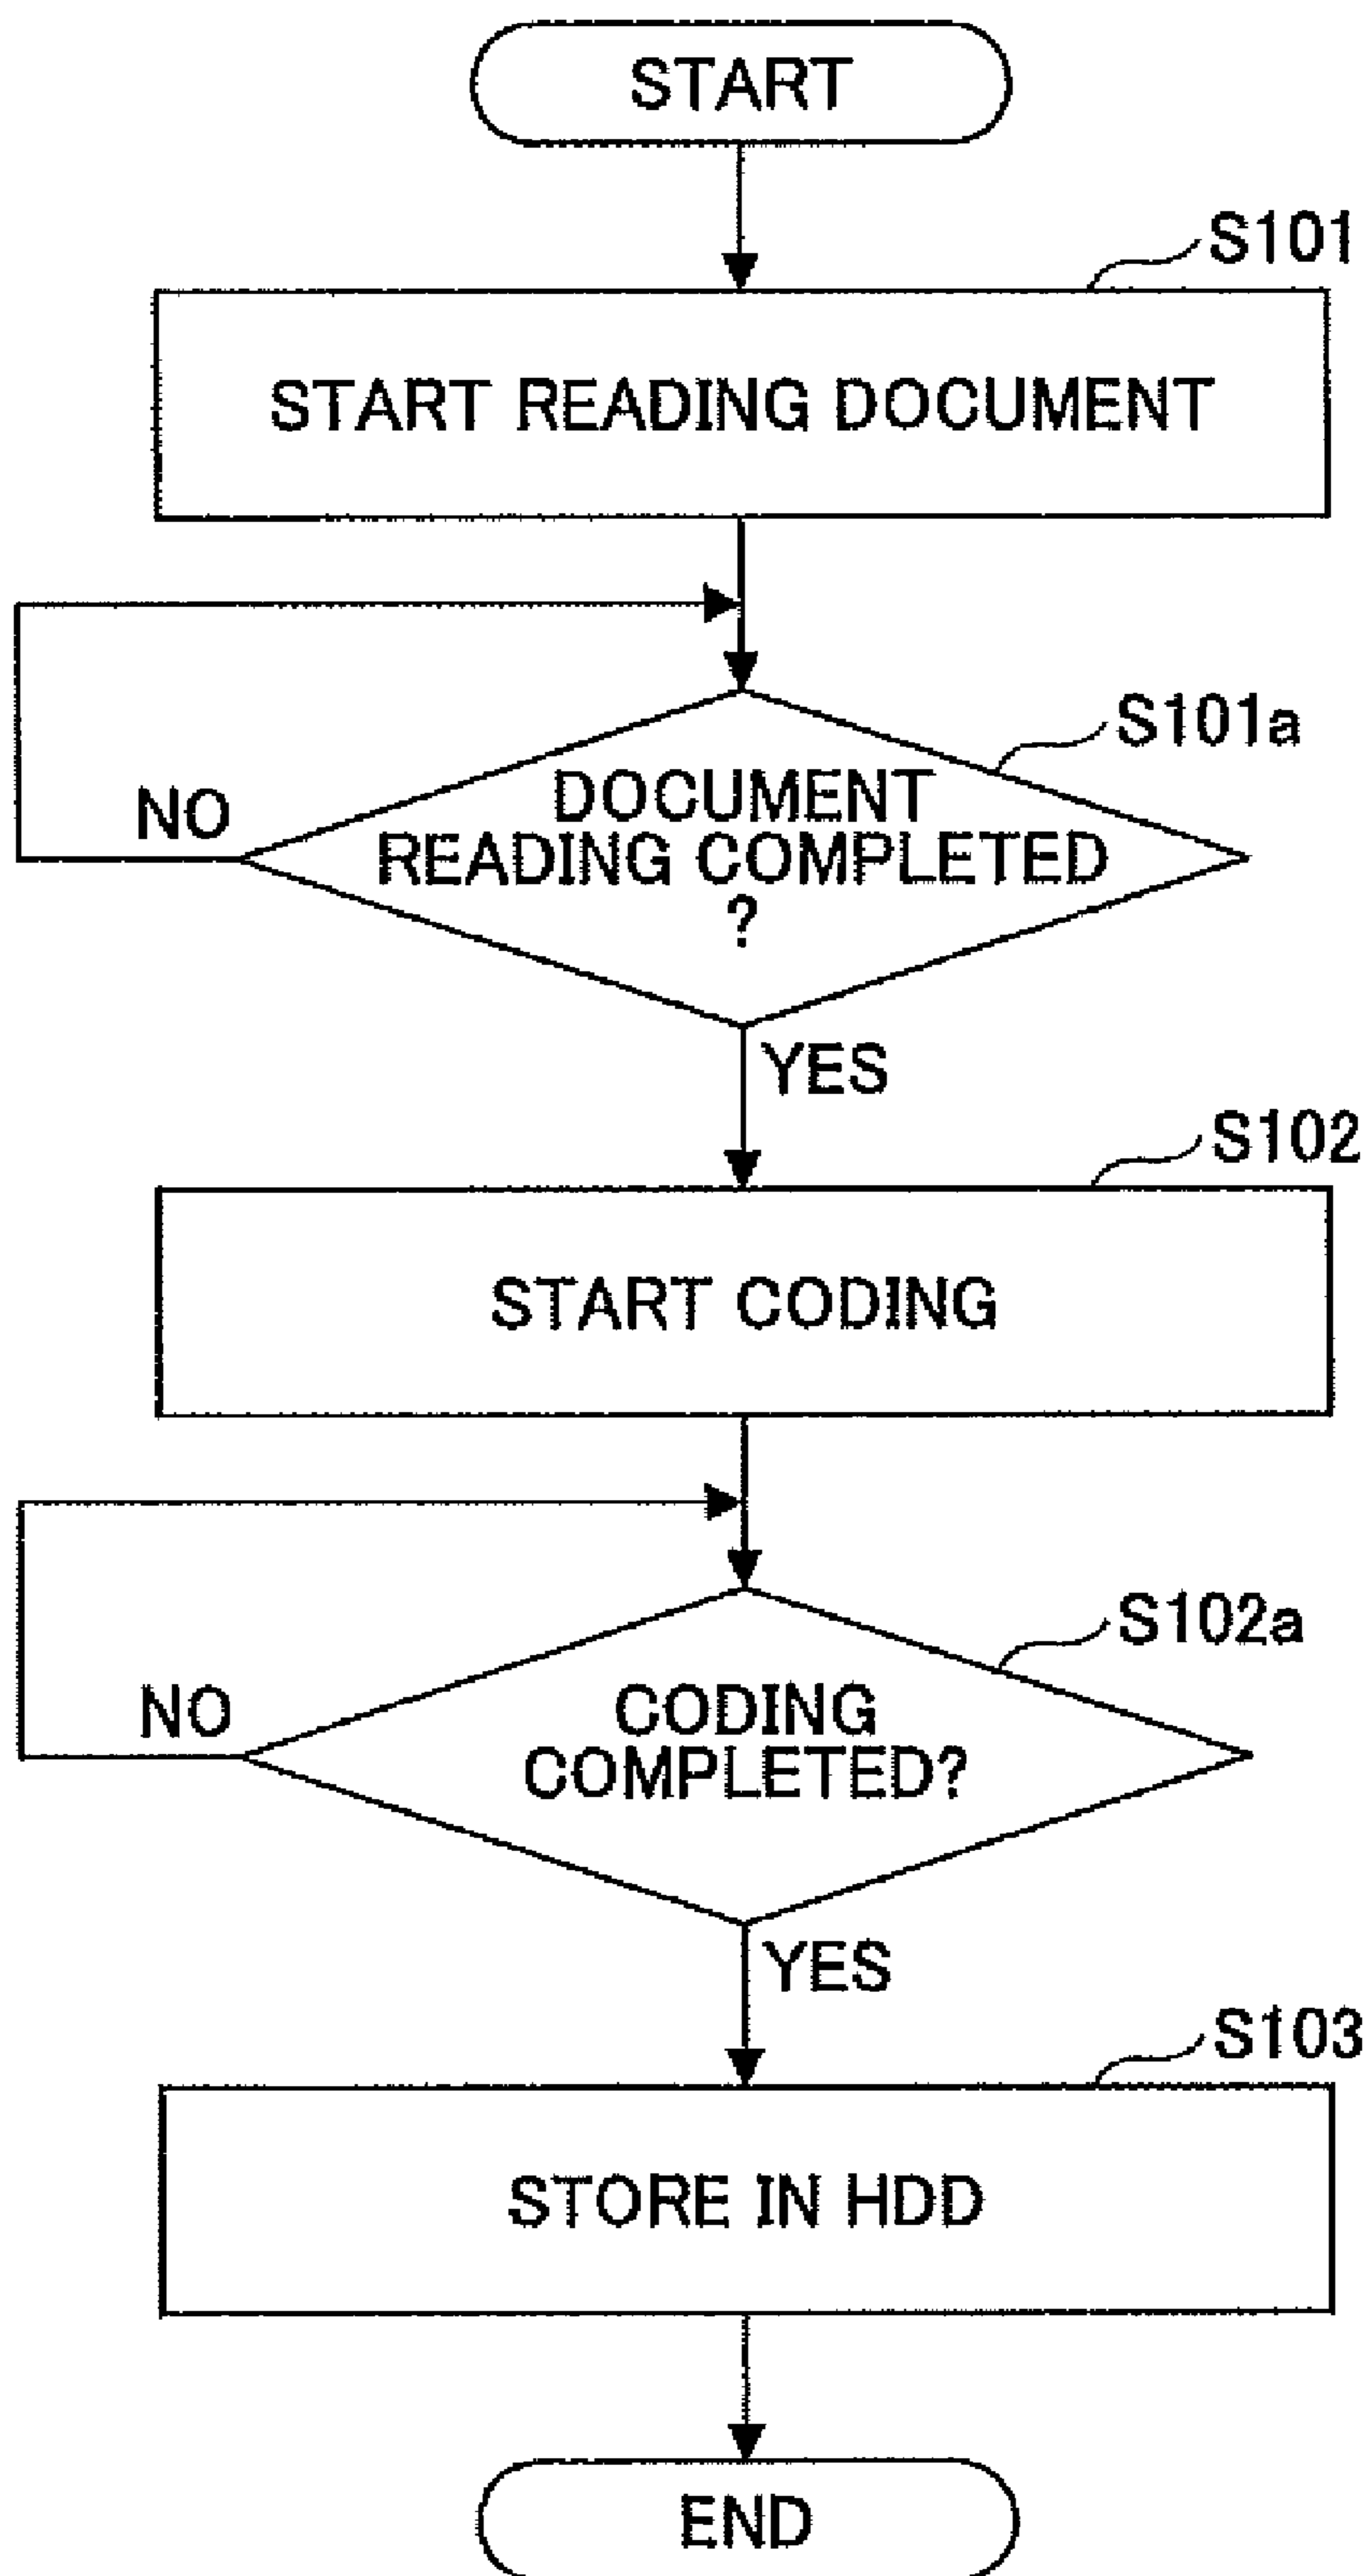 START
S101
START READING DOCUMENT
S101a
DOCUMENT
READING COMPLETED
?
NO
YES
S102
START CODING
S102a
CODING
COMPLETED?
NO
YES
S103
STORE IN HDD
END